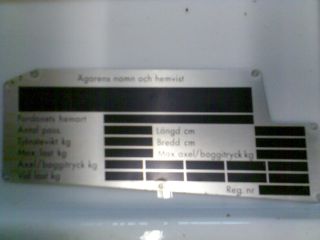 Ägarens namn och hemvist
Fordonets hemort
Antal pass. Längd cm
Tjänstevikt kg Bredd cm
Max. last kg Max axel/boggitryck kg
Axel/boggitryck kg
Vid last kg
Reg. nr